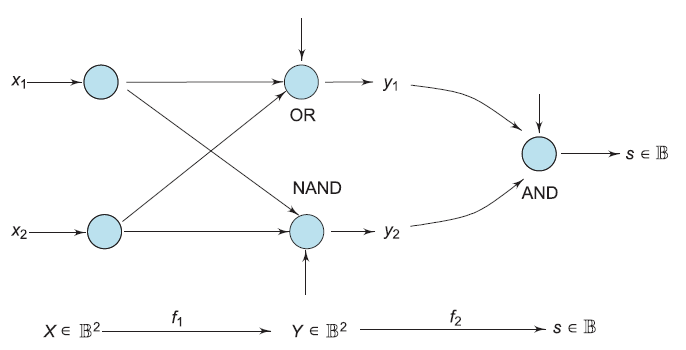 x₁
OR
y₁
s ∈ 𝔹
AND
NAND
x₂
y₂
X ∈ 𝔹² f₁ Y ∈ 𝔹² f₂ s ∈ 𝔹